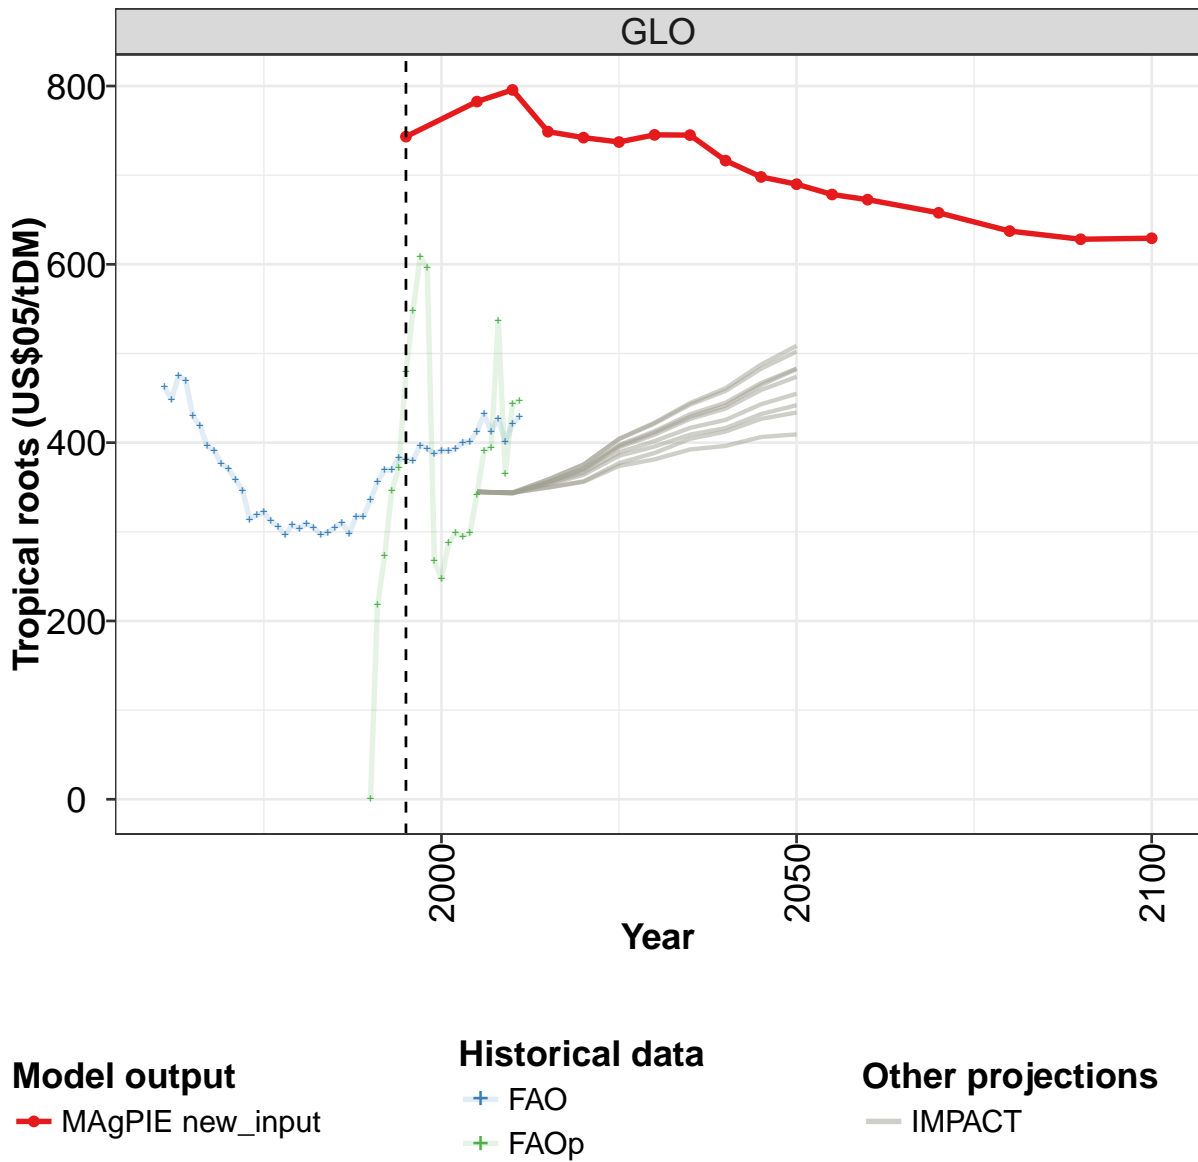 GLO
Tropical roots (US$05/tDM)
800
600
400
200
0
2000
2050
2100
Year
Model output
MAgPIE new_input
Historical data
FAO
FAOp
Other projections
IMPACT